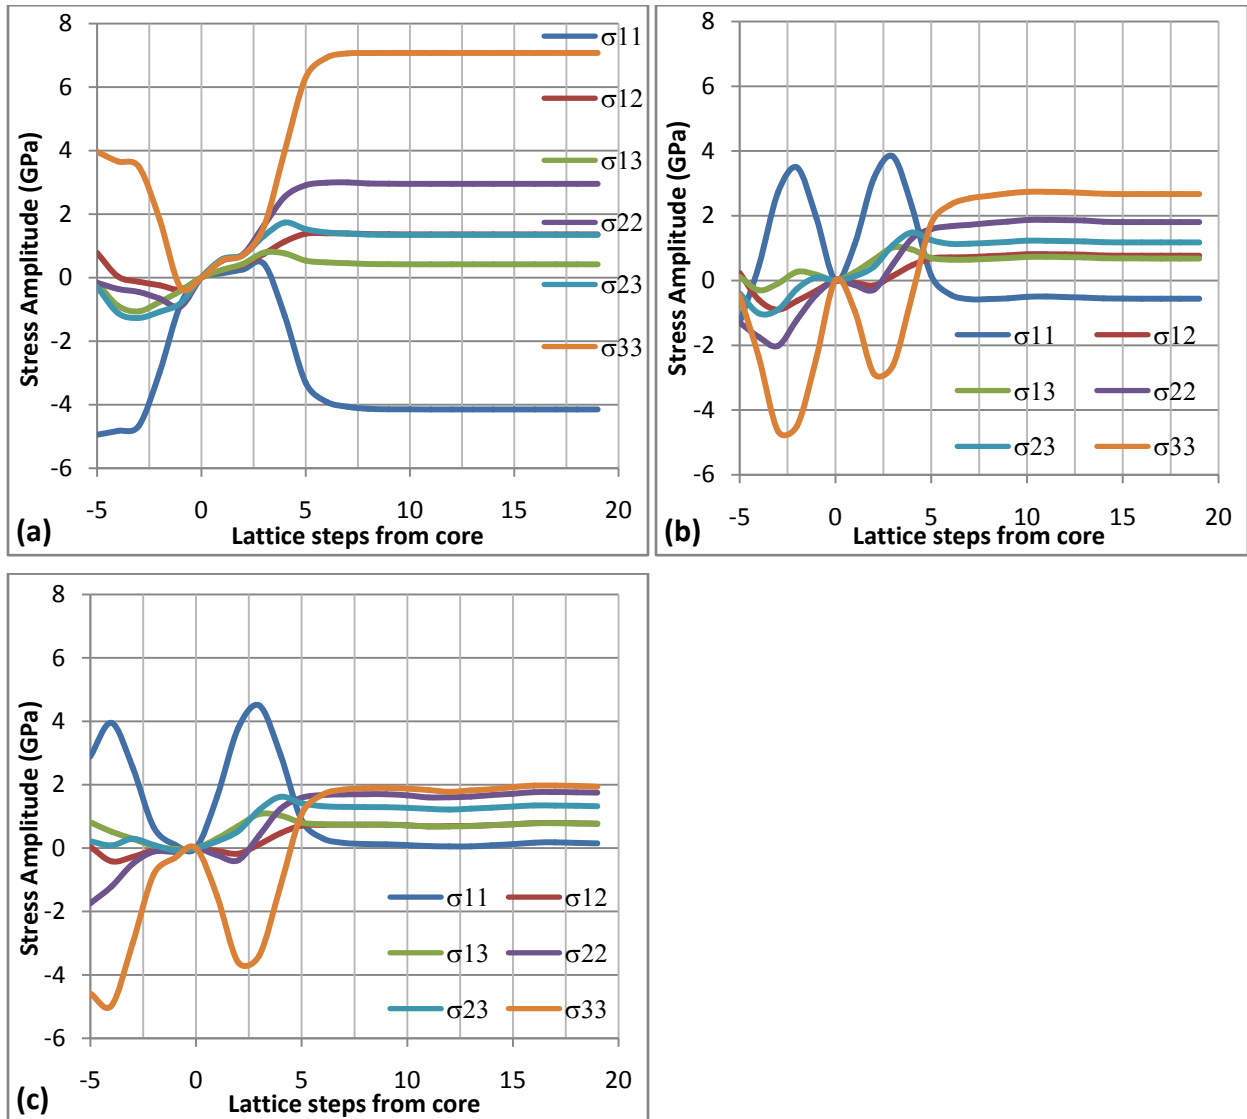 Stress Amplitude (GPa)
8
6
4
2
0
-2
-4
-6
-5 0 5 10 15 20
Lattice steps from core
σ11
σ12
σ13
σ22
σ23
σ33
(a)
Stress Amplitude (GPa)
8
6
4
2
0
-2
-4
-6
-5 0 5 10 15 20
Lattice steps from core
σ11 σ12
σ13 σ22
σ23 σ33
(b)
Stress Amplitude (GPa)
8
6
4
2
0
-2
-4
-6
-5 0 5 10 15 20
Lattice steps from core
σ11 σ12
σ13 σ22
σ23 σ33
(c)